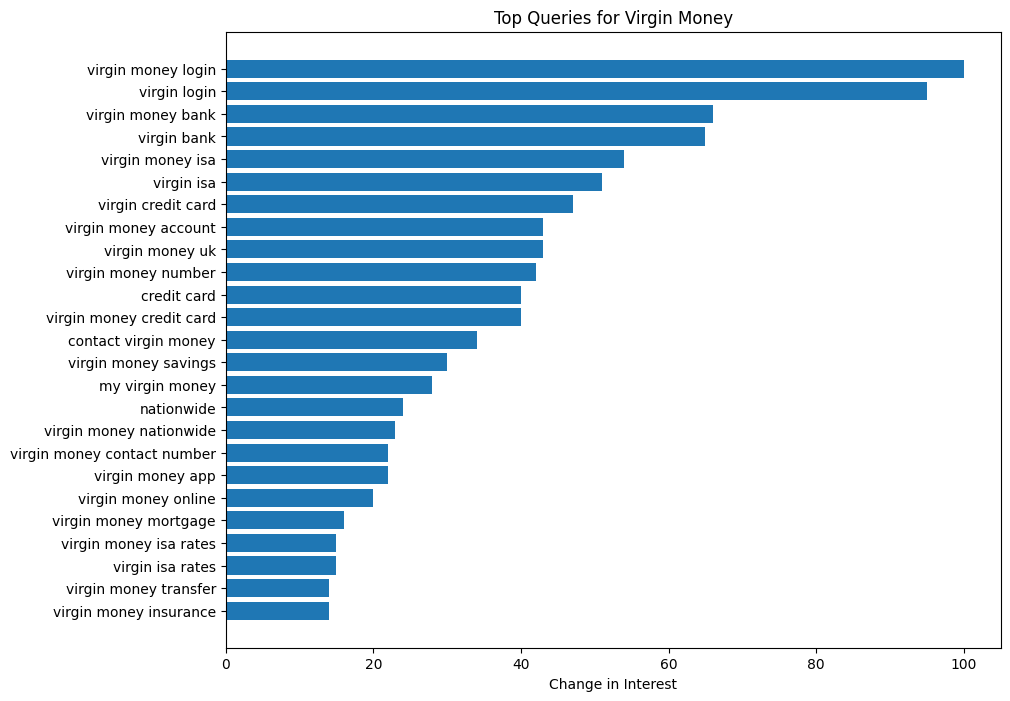 Top Queries for Virgin Money
virgin money login
virgin login
virgin money bank
virgin bank
virgin money isa
virgin isa
virgin credit card
virgin money account
virgin money uk
virgin money number
credit card
virgin money credit card
contact virgin money
virgin money savings
my virgin money
nationwide
virgin money nationwide
virgin money contact number
virgin money app
virgin money online
virgin money mortgage
virgin money isa rates
virgin isa rates
virgin money transfer
virgin money insurance
0 20 40 60 80 100
Change in Interest